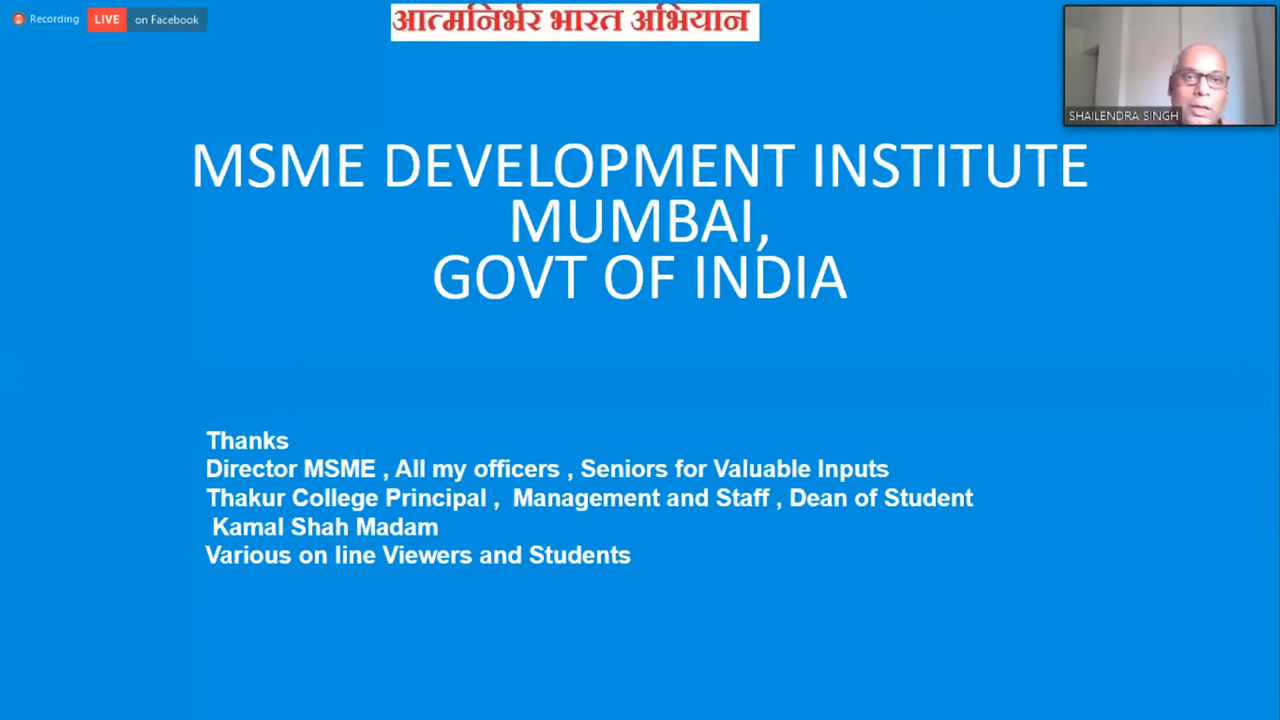 Recording LIVE on Facebook
आत्मनिर्भर भारत अभियान
SHAILENDRA SINGH
MSME DEVELOPMENT INSTITUTE
MUMBAI,
GOVT OF INDIA
Thanks
Director MSME , All my officers , Seniors for Valuable Inputs
Thakur College Principal , Management and Staff , Dean of Student
Kamal Shah Madam
Various on line Viewers and Students